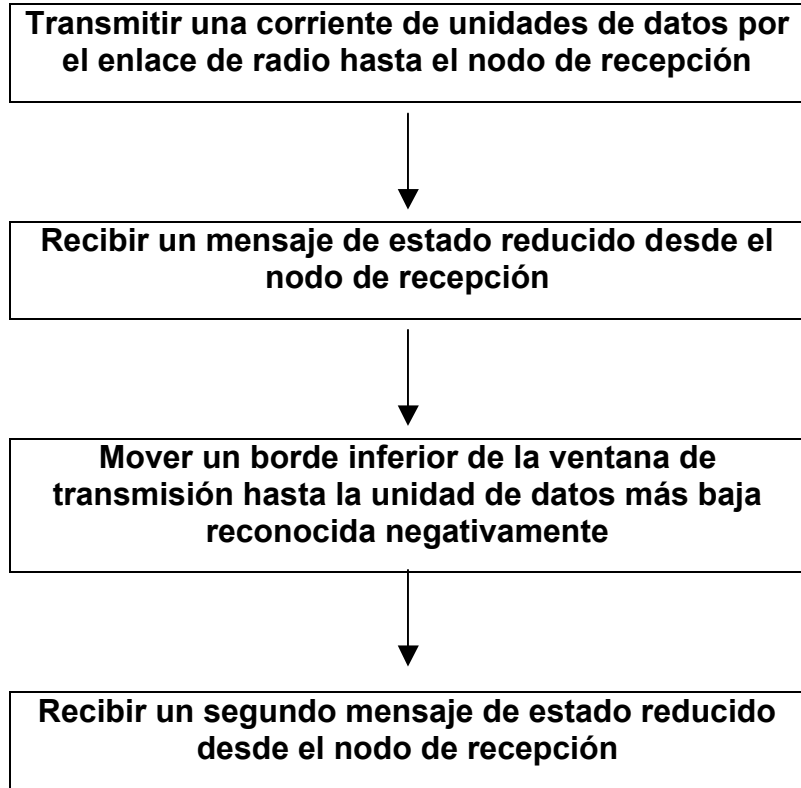 Transmitir una corriente de unidades de datos por
el enlace de radio hasta el nodo de recepción
Recibir un mensaje de estado reducido desde el
nodo de recepción
Mover un borde inferior de la ventana de
transmisión hasta la unidad de datos más baja
reconocida negativamente
Recibir un segundo mensaje de estado reducido
desde el nodo de recepción